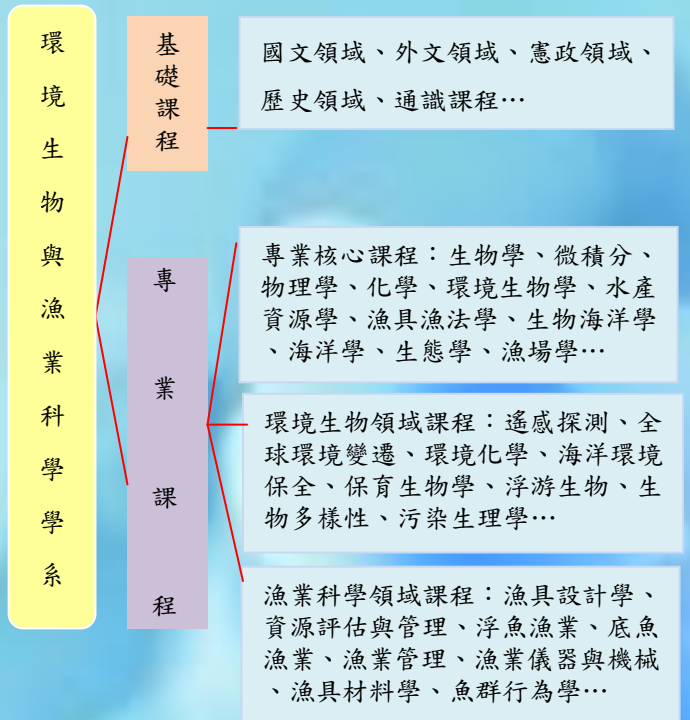 環境生物與漁業科學學系
基礎課程
國文領域、外文領域、憲政領域、
歷史領域、通識課程…
專業課程
專業核心課程：生物學、微積分、
物理學、化學、環境生物學、水產
資源學、漁具漁法學、生物海洋學
、海洋學、生態學、漁場學…
環境生物領域課程：遙感探測、全
球環境變遷、環境化學、海洋環境
保全、保育生物學、浮游生物、生
物多樣性、污染生理學…
漁業科學領域課程：漁具設計學、
資源評估與管理、浮魚漁業、底魚
漁業、漁業管理、漁業儀器與機械
、漁具材料學、魚群行為學…